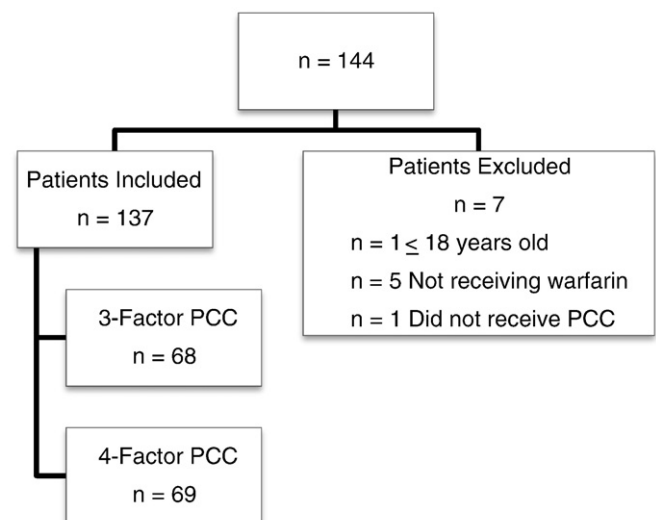 n = 144
Patients Included
n = 137
Patients Excluded
n = 7
n = 1 ≤ 18 years old
n = 5 Not receiving warfarin
n = 1 Did not receive PCC
3-Factor PCC
n = 68
4-Factor PCC
n = 69